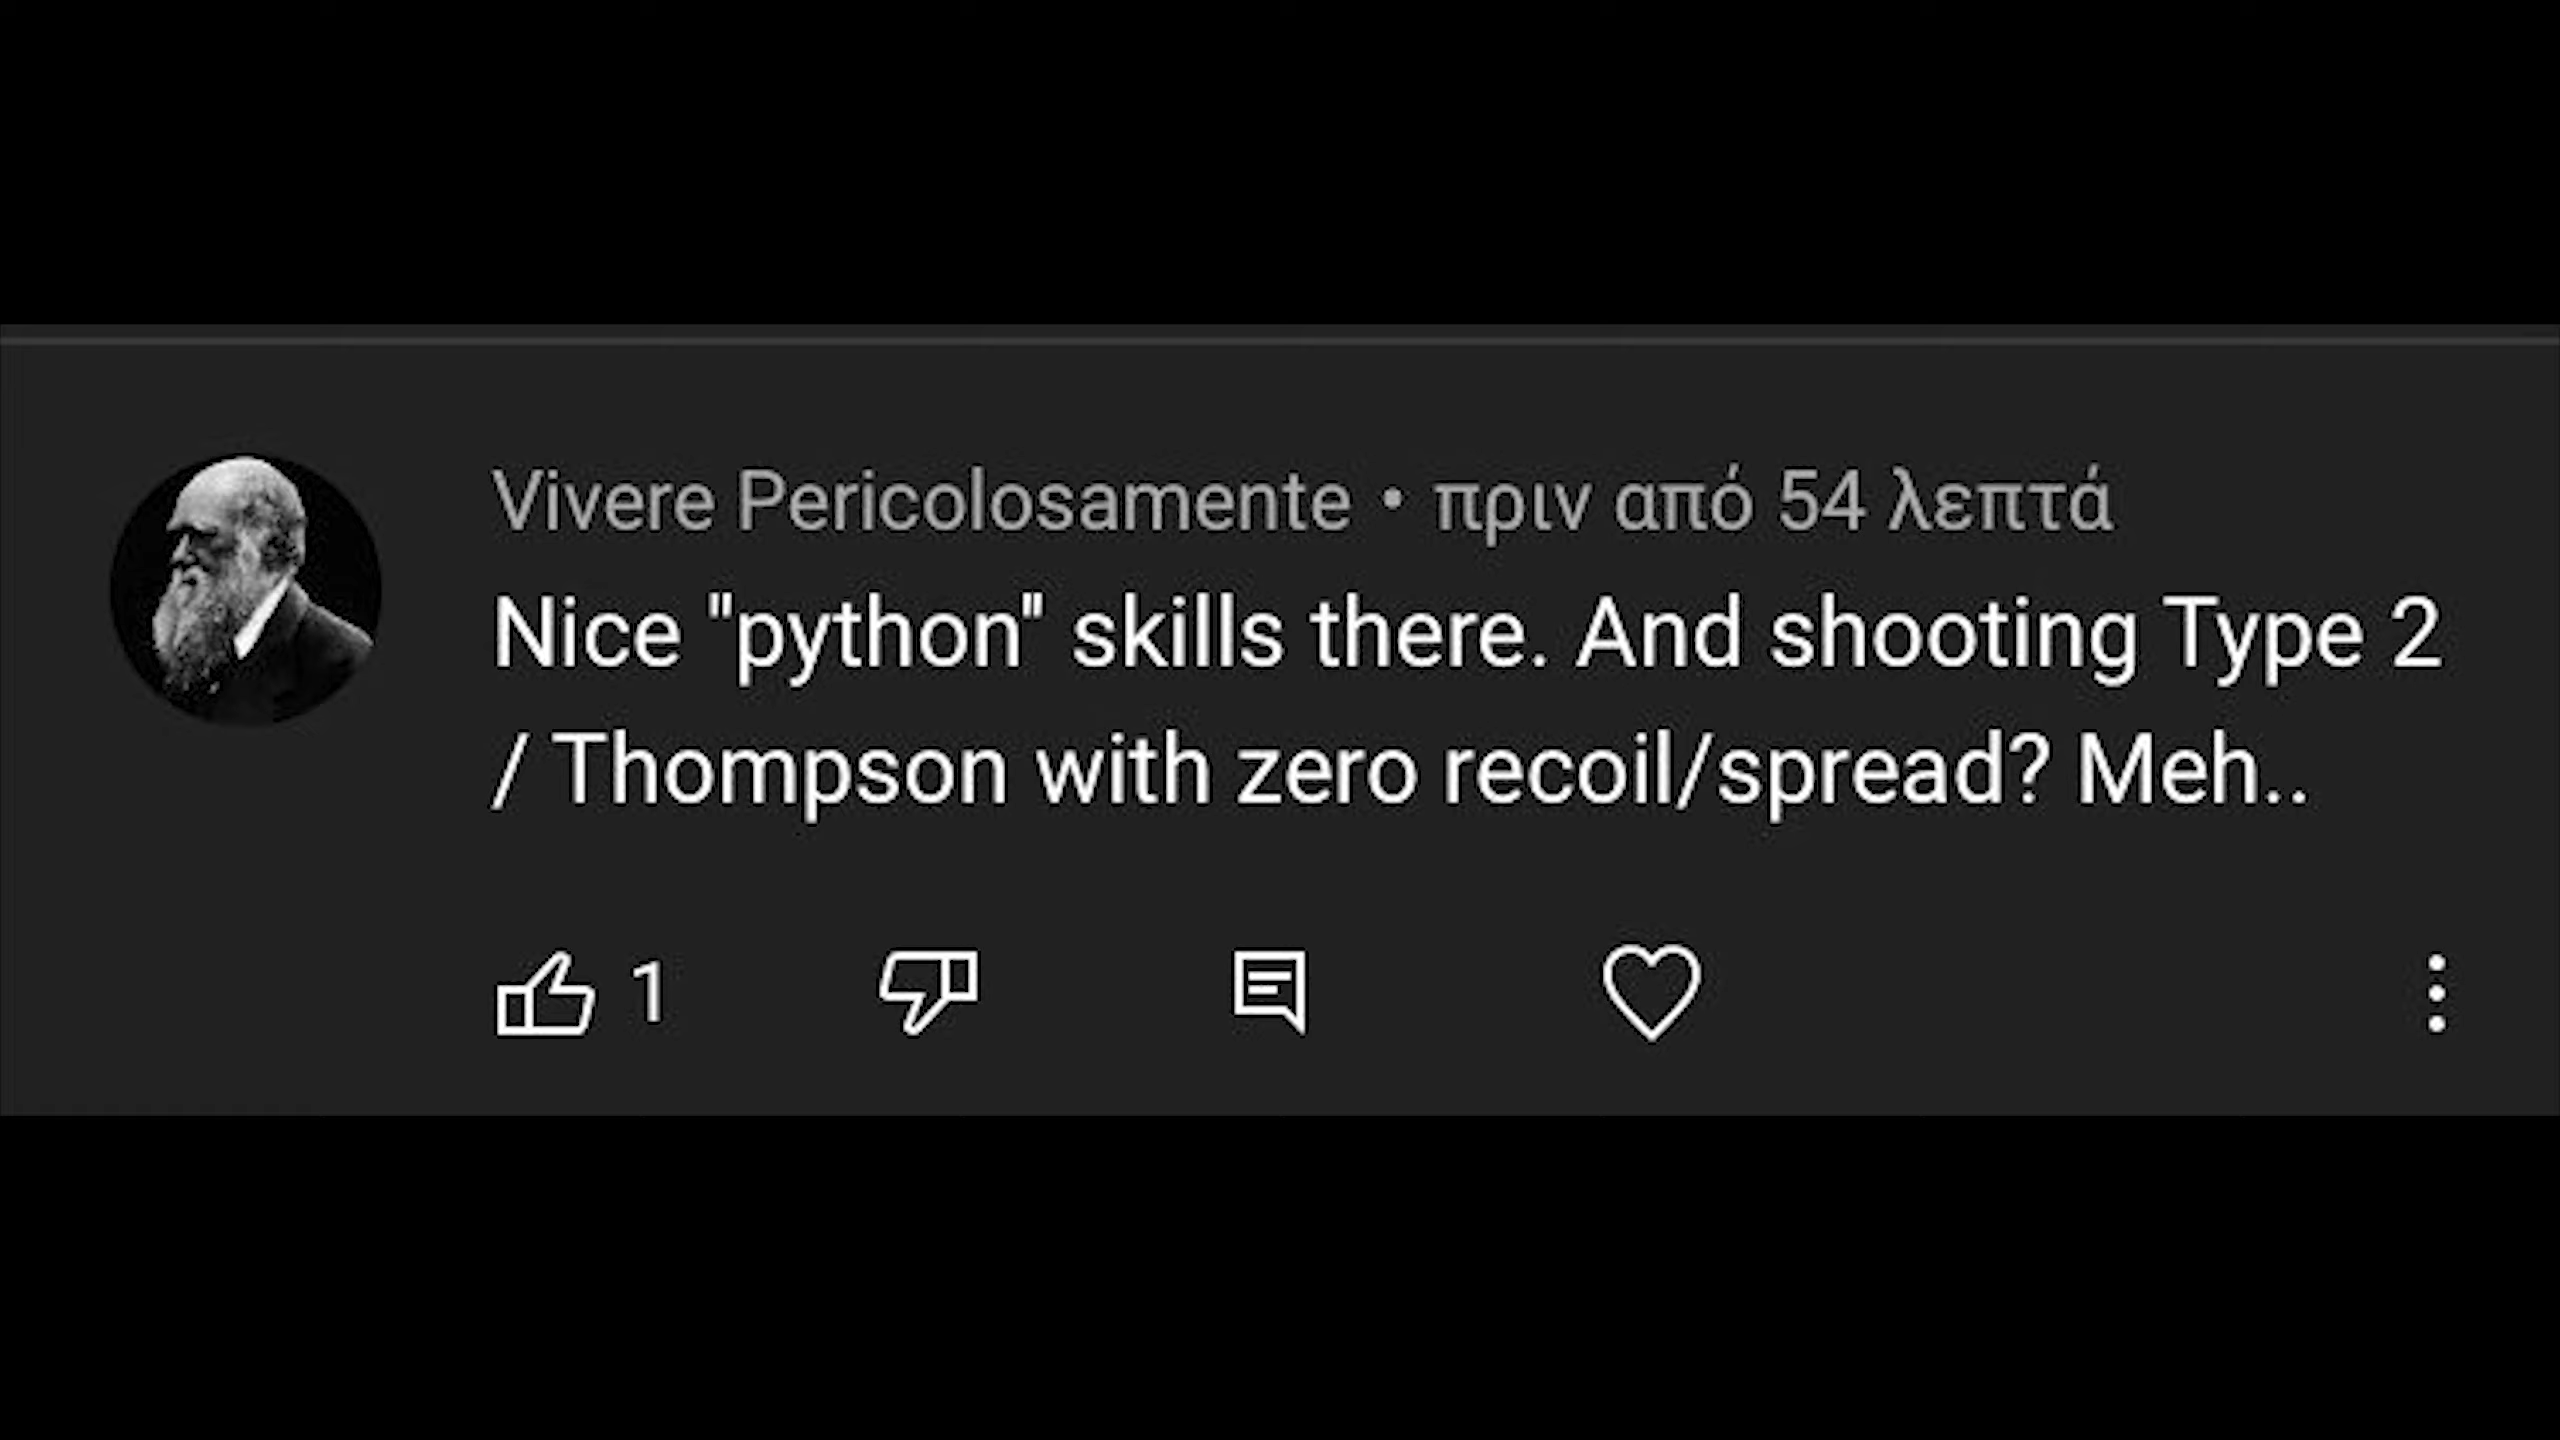 Vivere Pericolosamente • πριν από 54 λεπτά
Nice "python" skills there. And shooting Type 2
/ Thompson with zero recoil/spread? Meh..
1